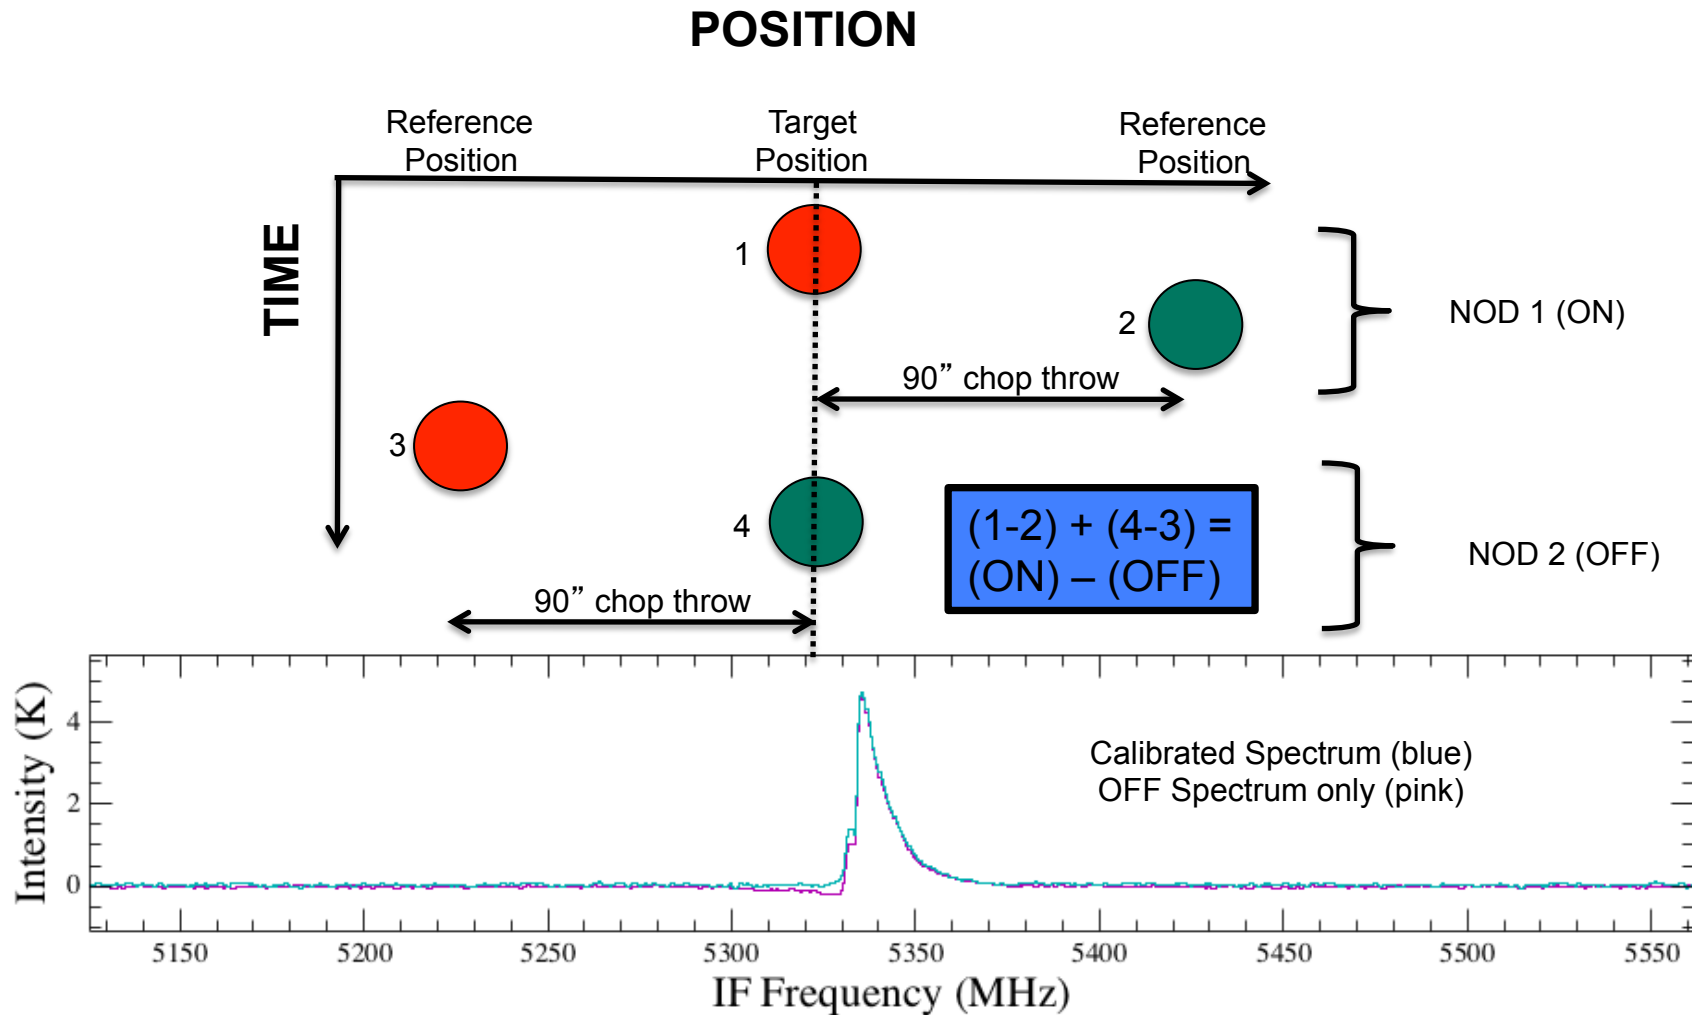 POSITION
Reference
Position
Target
Position
Reference
Position
TIME
1
2
NOD 1 (ON)
90” chop throw
3
4
(1-2) + (4-3) =
(ON) – (OFF)
NOD 2 (OFF)
90” chop throw
Intensity (K)
4
2
0
Calibrated Spectrum (blue)
OFF Spectrum only (pink)
5150 5200 5250 5300 5350 5400 5450 5500 5550
IF Frequency (MHz)